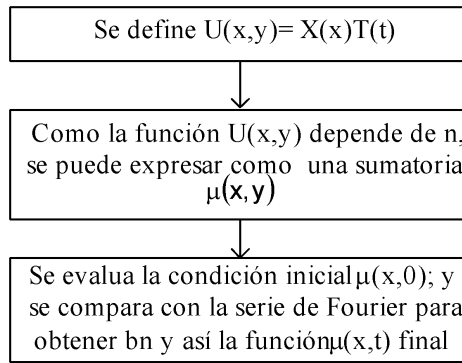 Se define U(x,y)= X(x)T(t)
Como la función U(x,y) depende de n,
se puede expresar como una sumatoria
μ(x,y)
Se evalua la condición inicial μ(x,0); y
se compara con la serie de Fourier para
obtener bn y así la función μ(x,t) final